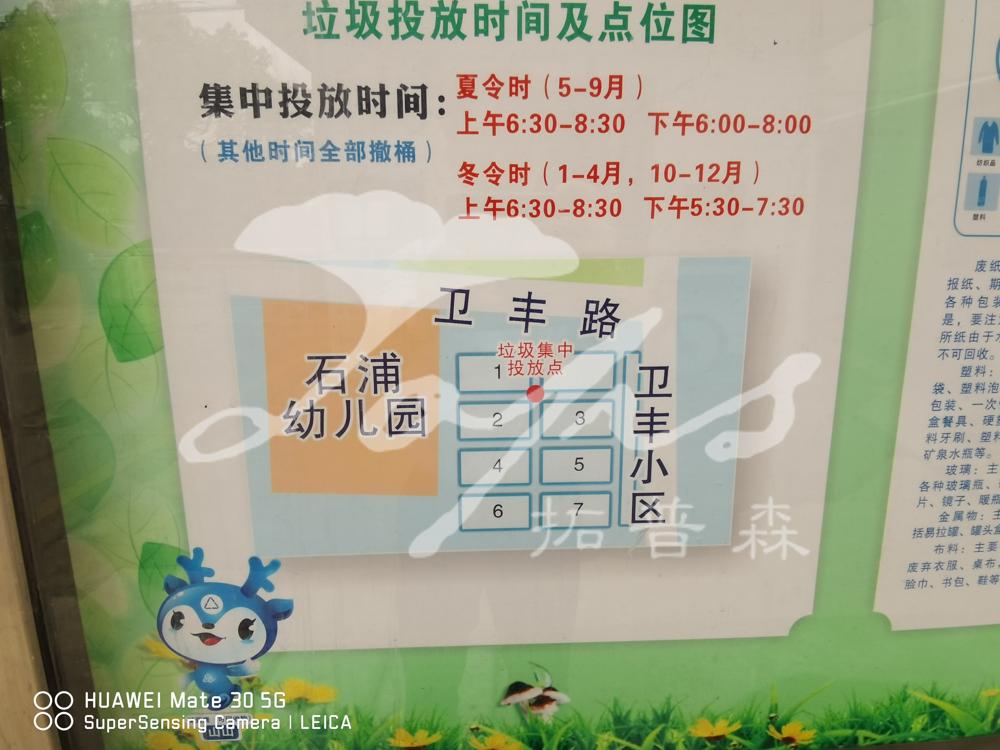 垃圾投放时间及点位图
集中投放时间：
（其他时间全部撤桶）
夏令时（5-9月）
上午6:30-8:30 下午6:00-8:00
冬令时（1-4月，10-12月）
上午6:30-8:30 下午5:30-7:30
卫丰路
石浦
幼儿园
垃圾集中
投放点
1
2
3
4
5
6
7
卫丰小区
拓普森
纺织品
塑料
废纸
报纸、期
各种包装
是，要注
所纸由于水
不可回收。
塑料：
袋、塑料泡
包装、一次
盒餐具、硬
料牙刷、塑料
矿泉水瓶等。
玻璃：主
各种玻璃瓶、
片、镜子、暖瓶
金属物：主
括易拉罐、罐头盒
布料：主要
废弃衣服、桌布、
脸巾、书包、鞋等
HUAWEI Mate 30 5G
SuperSensing Camera | LEICA